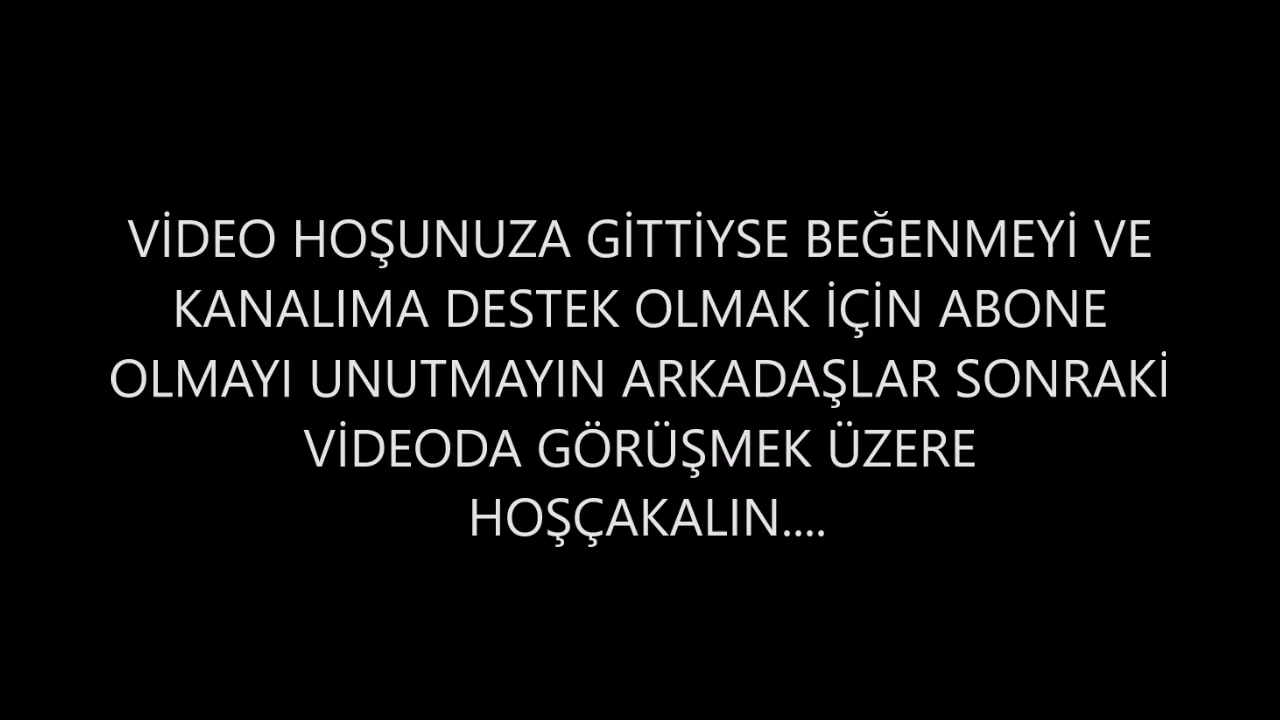 VİDEO HOŞUNUZA GİTTİYSE BEĞENMEYİ VE
KANALIMA DESTEK OLMAK İÇİN ABONE
OLMAYI UNUTMAYIN ARKADAŞLAR SONRAKİ
VİDEODA GÖRÜŞMEK ÜZERE
HOŞÇAKALIN....